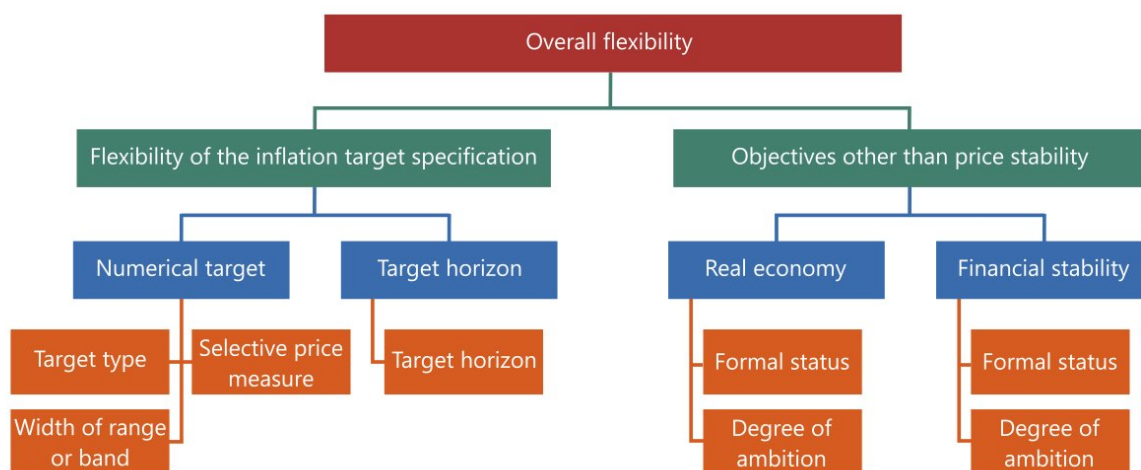 Overall flexibility
Flexibility of the inflation target specification
Objectives other than price stability
Numerical target
Target horizon
Real economy
Financial stability
Target type
Selective price
measure
Target horizon
Formal status
Formal status
Width of range
or band
Degree of
ambition
Degree of
ambition